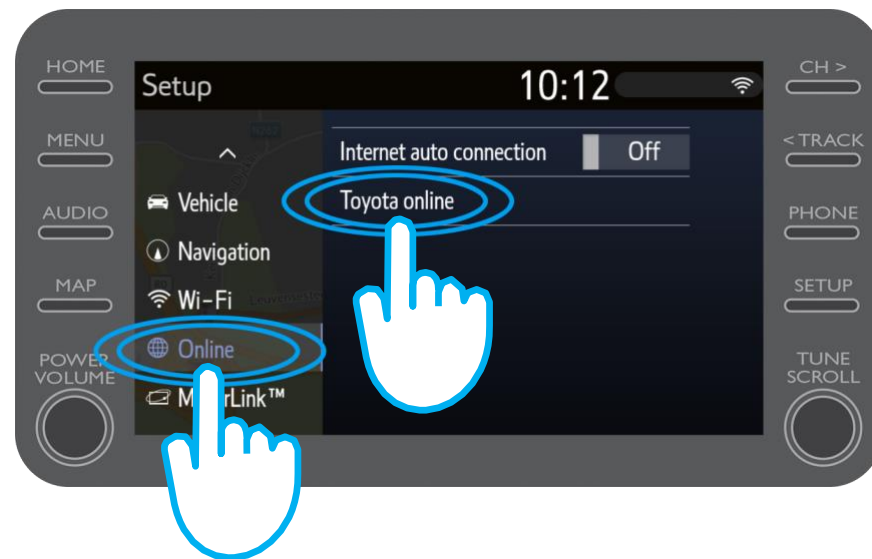 HOME
MENU
AUDIO
MAP
POWER
VOLUME
Setup
10:12
Vehicle
Navigation
Wi-Fi
Online
Internet auto connection
Off
Toyota online
CH >
< TRACK
PHONE
SETUP
TUNE
SCROLL